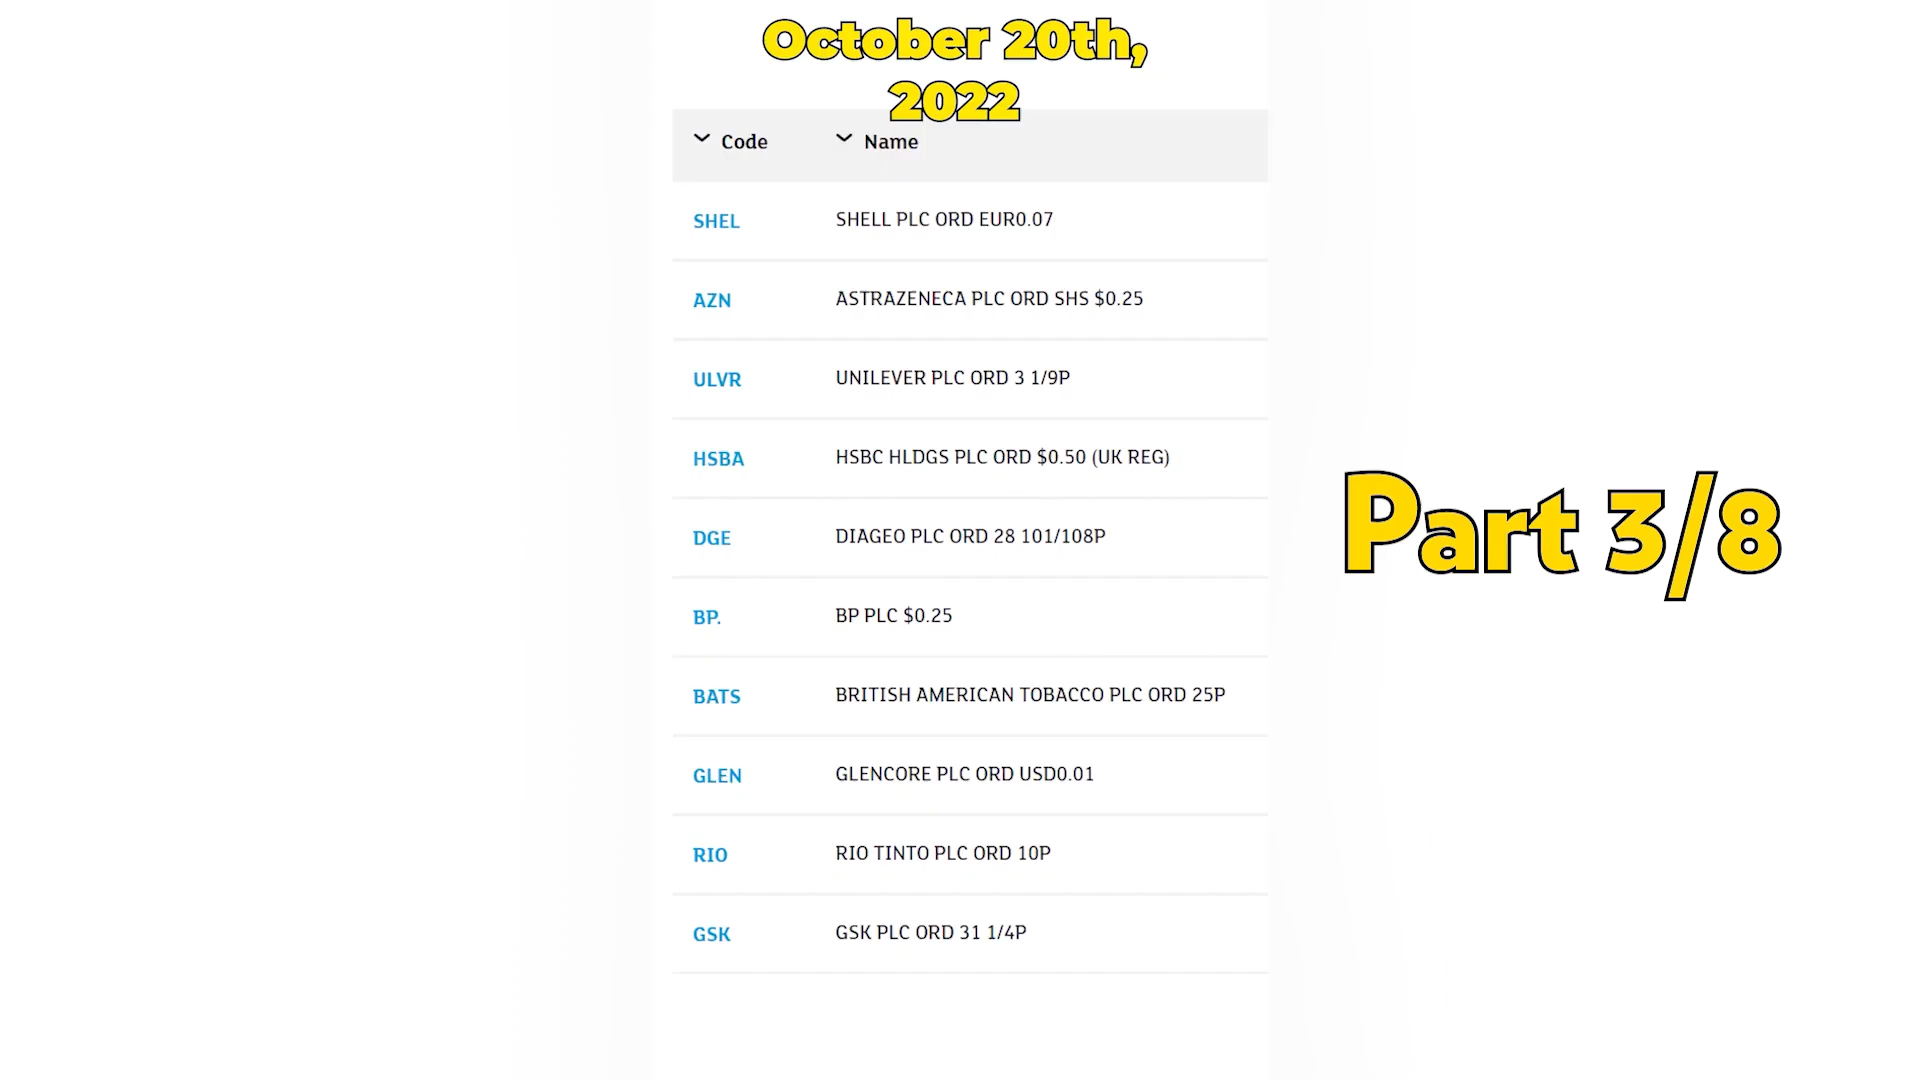 October 20th,
2022
Code Name
SHEL SHELL PLC ORD EUR0.07
AZN ASTRAZENECA PLC ORD SHS $0.25
ULVR UNILEVER PLC ORD 3 1/9P
HSBA HSBC HLDGS PLC ORD $0.50 (UK REG)
DGE DIAGEO PLC ORD 28 101/108P
BP. BP PLC $0.25
BATS BRITISH AMERICAN TOBACCO PLC ORD 25P
GLEN GLENCORE PLC ORD USD0.01
RIO RIO TINTO PLC ORD 10P
GSK GSK PLC ORD 31 1/4P
Part 3/8